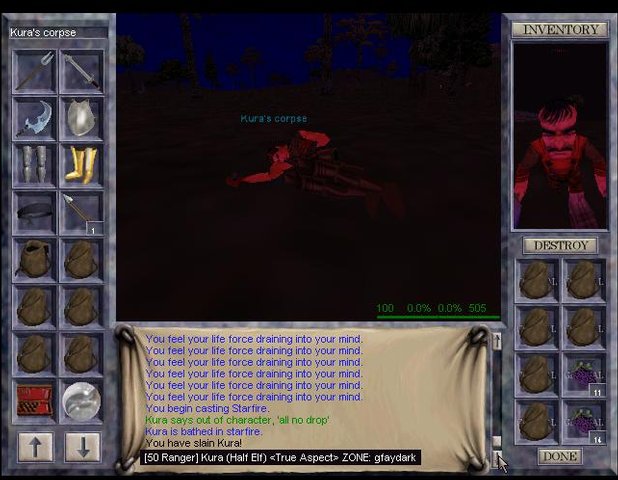 Kura's corpse
INVENTORY
Kura's corpse
1
DESTROY
100 0.0% 0.0% 505
11
14
You feel your life force draining into your mind.
You feel your life force draining into your mind.
You feel your life force draining into your mind.
You feel your life force draining into your mind.
You feel your life force draining into your mind.
You feel your life force draining into your mind.
You begin casting Starfire.
Kura says out of character, 'all no drop'
Kura is bathed in starfire.
You have slain Kura!
[50 Ranger] Kura (Half Elf) <True Aspect> ZONE: gfaydark
DONE